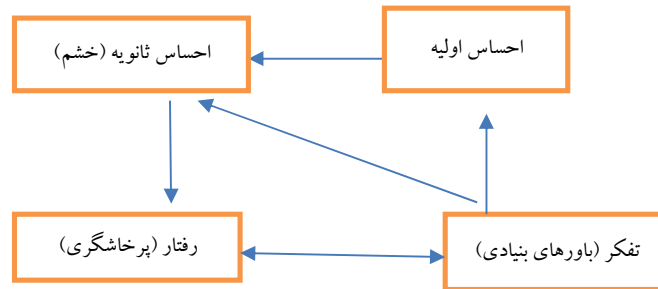 احساس اولیه
احساس ثانویه (خشم)
تفکر (باورهای بنیادی)
رفتار (پرخاشگری)